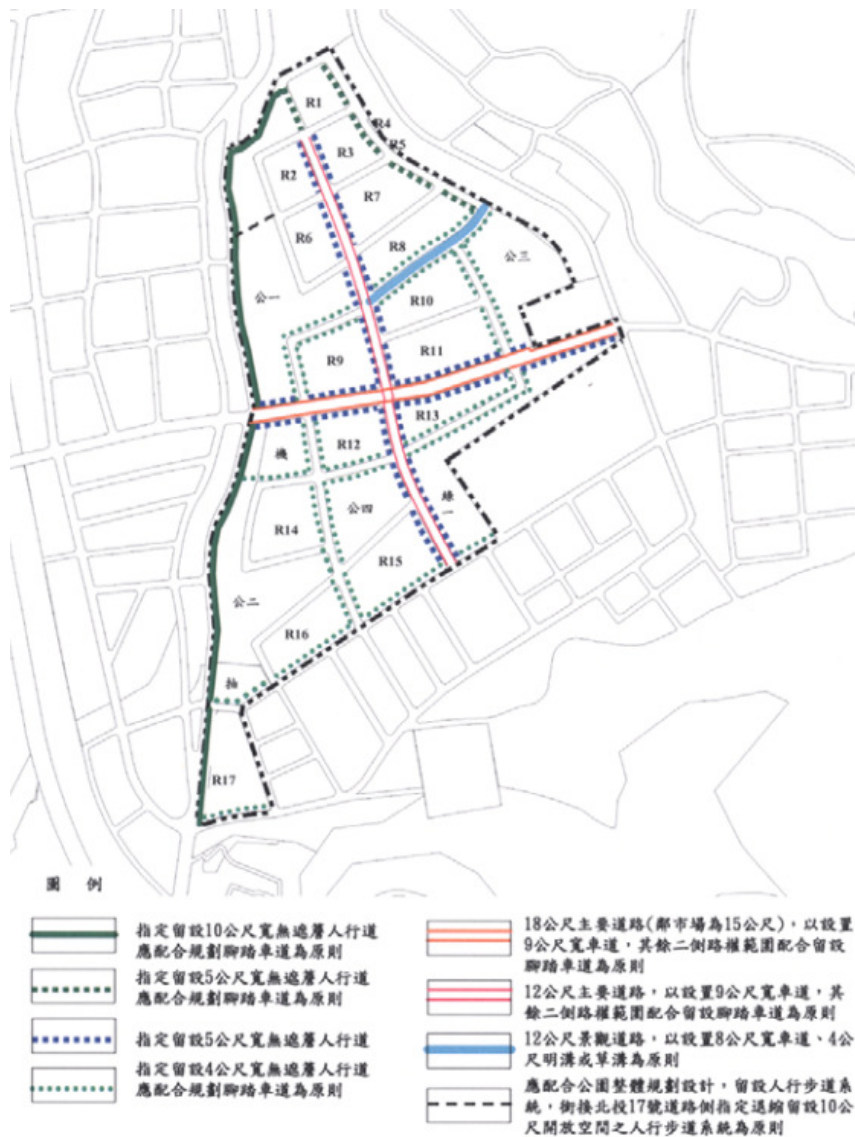 R1
R4
R5
R3
R2
R7
R6
R8
公三
公一
R10
R9
R11
R13
R12
機
公四
綠一
R14
R15
公二
R16
抽
R17
圖 例
指定留設10公尺寬無遮簷人行道
應配合規劃腳踏車道為原則
指定留設5公尺寬無遮簷人行道
應配合規劃腳踏車道為原則
指定留設5公尺寬無遮簷人行道
指定留設4公尺寬無遮簷人行道
應配合規劃腳踏車道為原則
18公尺主要道路(鄰市場為15公尺),以設置
9公尺寬車道,其餘二側路權範圍配合留設
腳踏車道為原則
12公尺主要道路,以設置9公尺寬車道,其
餘二側路權範圍配合留設腳踏車道為原則
12公尺景觀道路,以設置8公尺寬車道、4公
尺明溝或草溝為原則
應配合公園整體規劃設計,留設人行步道系
統,銜接北投17號道路側指定退縮留設10公
尺開放空間之人行步道系統為原則